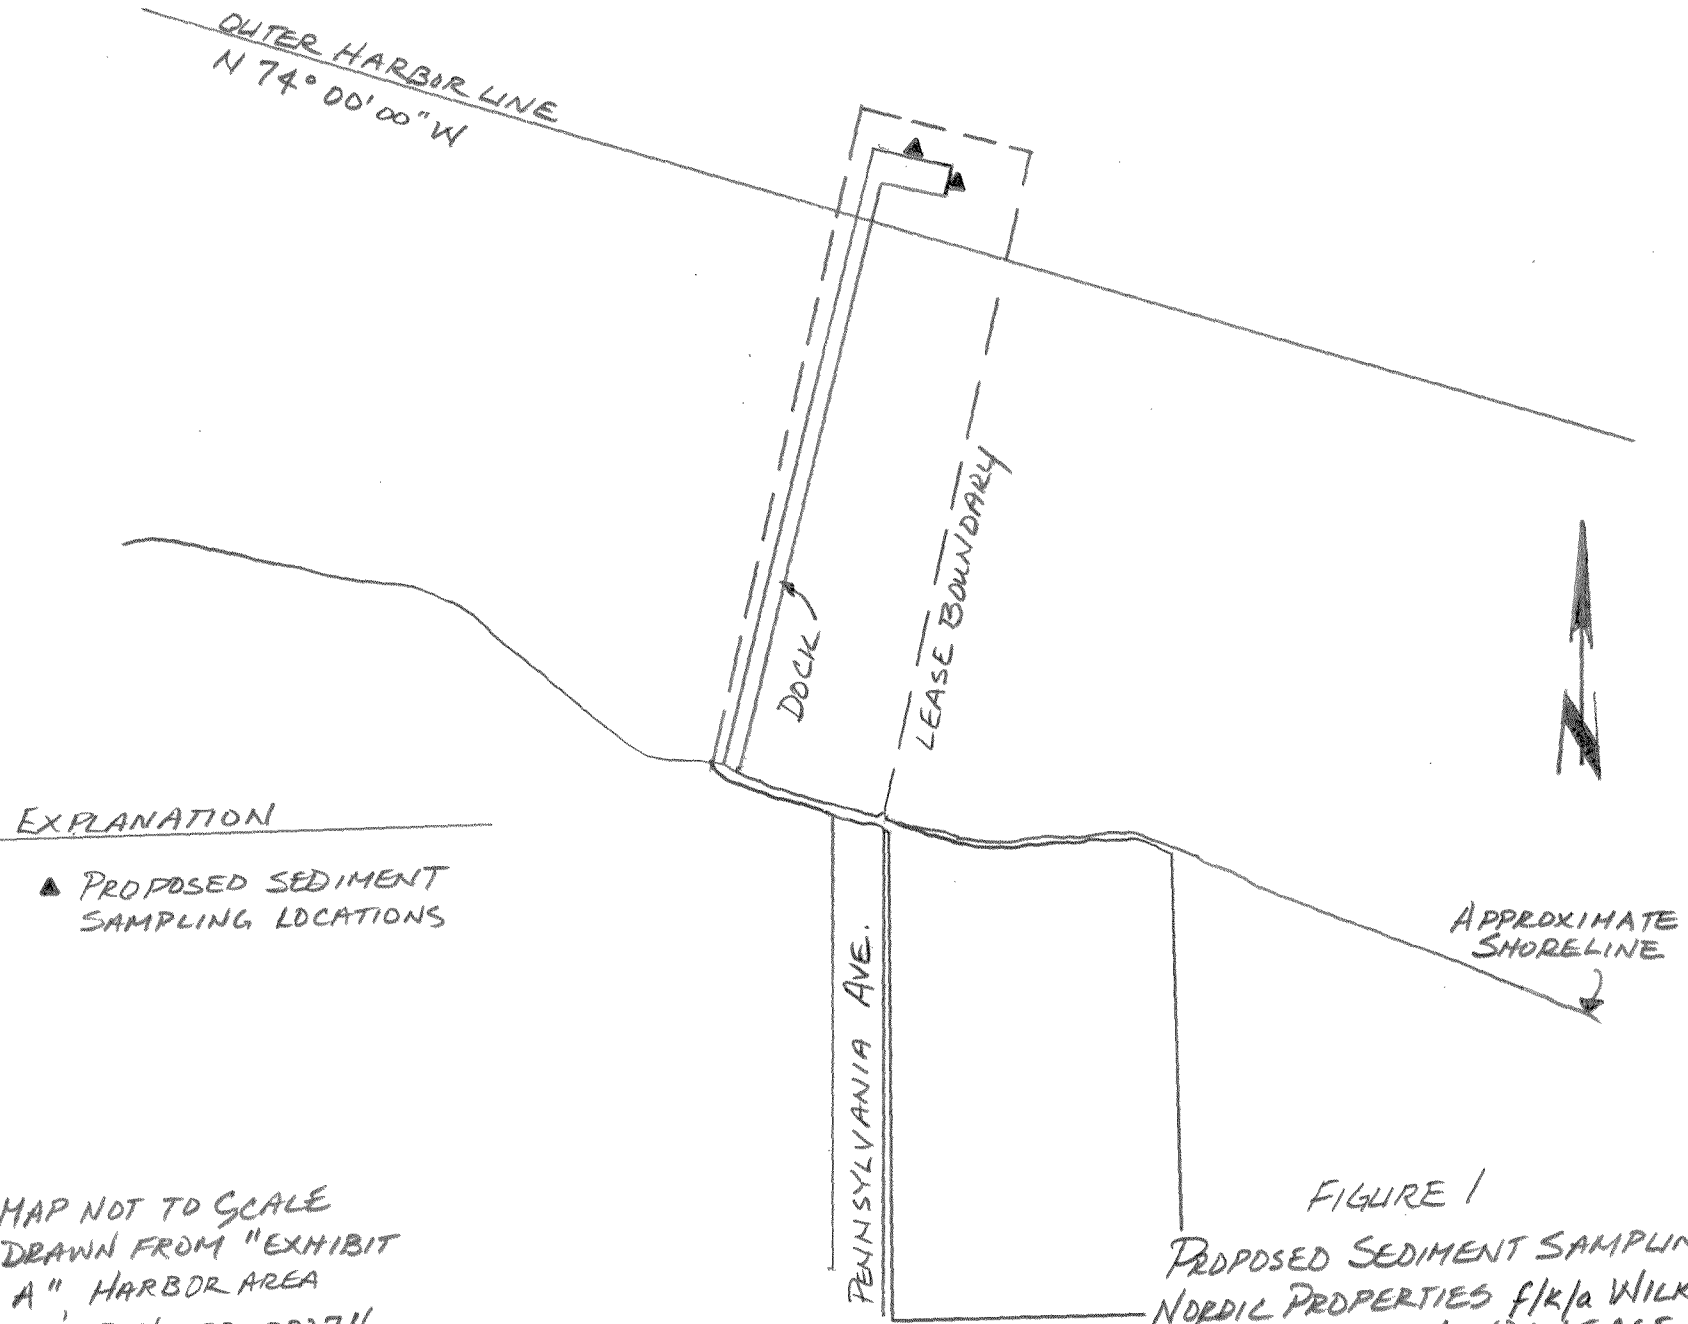 OUTER HARBOR LINE
N 74° 00' 00" W
DOCK
LEASE BOUNDARY
N
EXPLANATION
▲ PROPOSED SEDIMENT
SAMPLING LOCATIONS
APPROXIMATE
SHORELINE
PENNSYLVANIA AVE.
MAP NOT TO SCALE
DRAWN FROM "EXHIBIT
A", HARBOR AREA
FIGURE 1
PROPOSED SEDIMENT SAMPLIN
NORDIC PROPERTIES f/k/a WILK